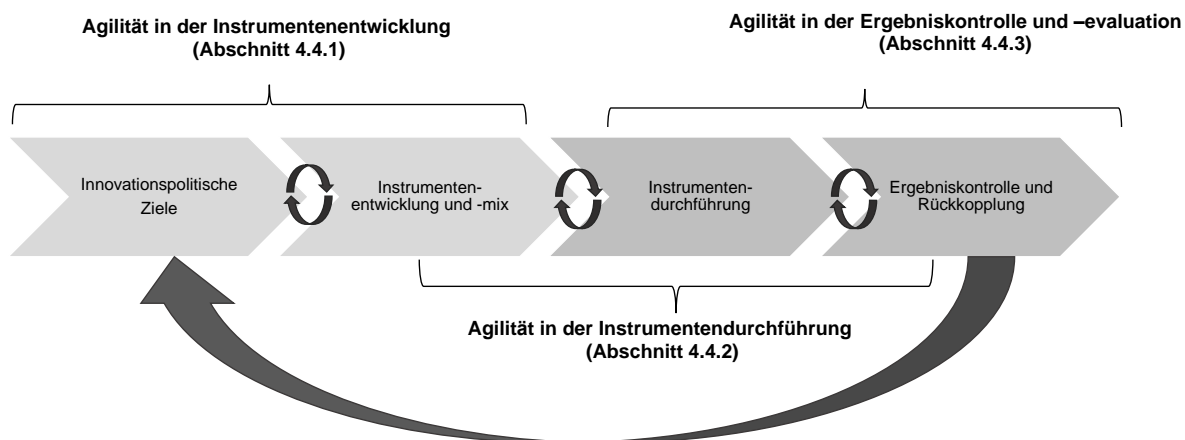 Agilität in der Instrumentenentwicklung
(Abschnitt 4.4.1)
Agilität in der Ergebniskontrolle und –evaluation
(Abschnitt 4.4.3)
Innovationspolitische
Ziele
Instrumenten-
entwicklung und -mix
Instrumenten-
durchführung
Ergebniskontrolle und
Rückkopplung
Agilität in der Instrumentendurchführung
(Abschnitt 4.4.2)